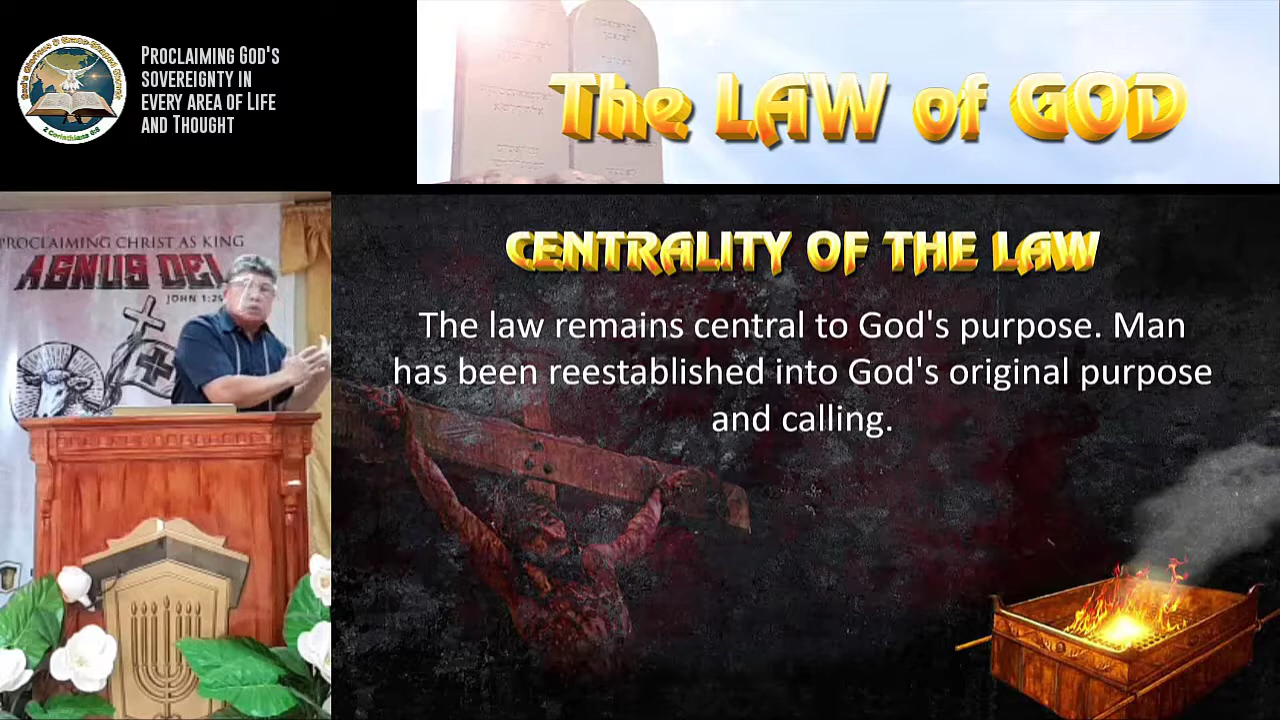 PROCLAIMING GOD'S
SOVEREIGNTY IN
EVERY AREA OF LIFE
AND THOUGHT
2 Corinthians
The LAW of GOD
PROCLAIMING CHRIST AS KING
AGNUS DEI
JOHN 1:29
CENTRALITY OF THE LAW
The law remains central to God's purpose. Man
has been reestablished into God's original purpose
and calling.